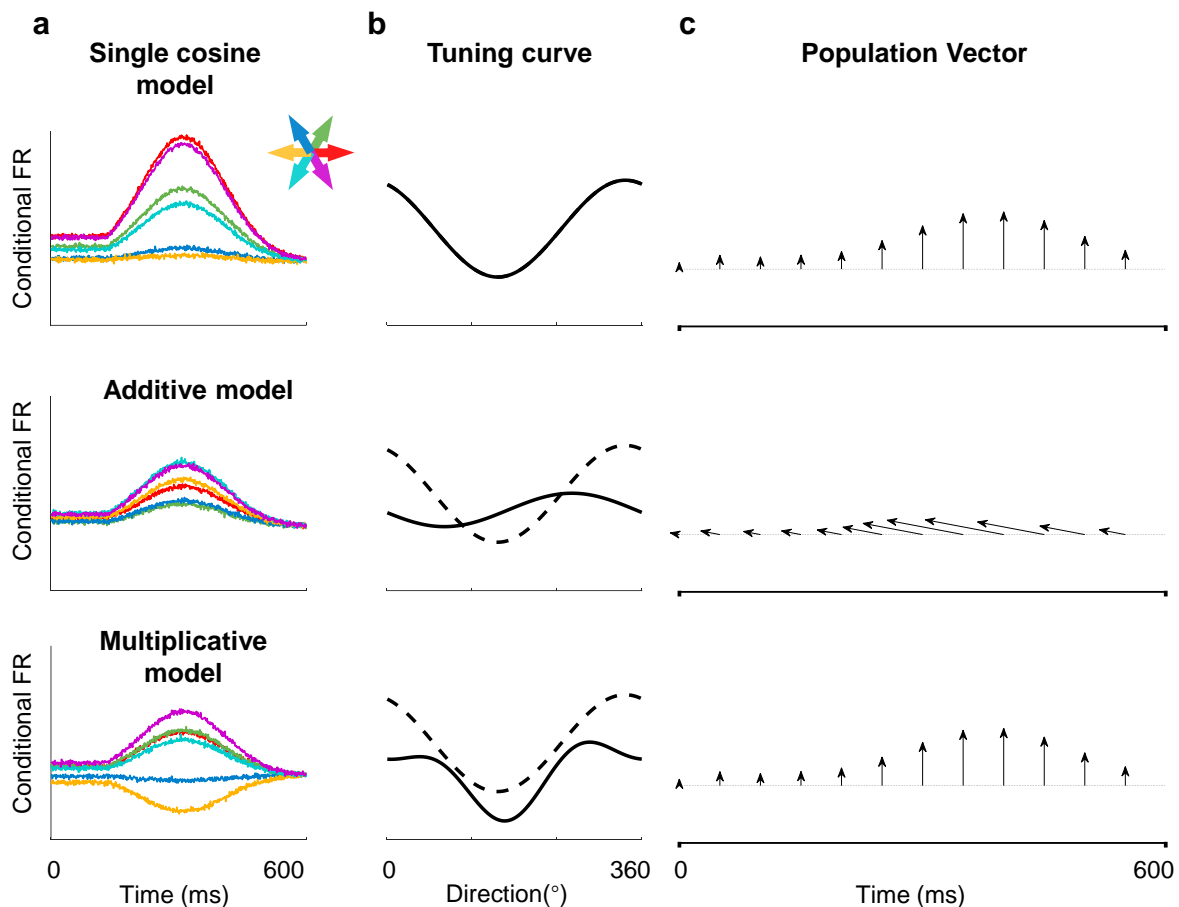 a
Single cosine
model
Conditional FR
b
Tuning curve
c
Population Vector
Additive model
Conditional FR
Multiplicative
model
Conditional FR
0 600
Time (ms)
0 360
Direction(°)
0 600
Time (ms)